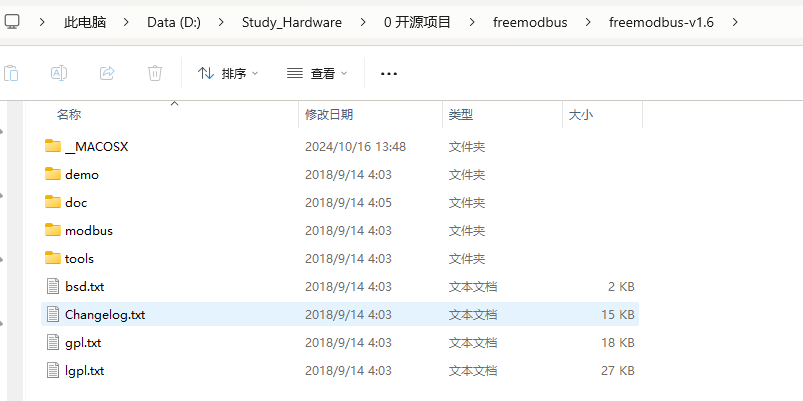 此电脑 > Data (D:) > Study_Hardware > 0 开源项目 > freemodbus > freemodbus-v1.6 >
排序 查看 ...
名称 修改日期 类型 大小
__MACOSX 2024/10/16 13:48 文件夹
demo 2018/9/14 4:03 文件夹
doc 2018/9/14 4:05 文件夹
modbus 2018/9/14 4:03 文件夹
tools 2018/9/14 4:03 文件夹
bsd.txt 2018/9/14 4:03 文本文档 2 KB
Changelog.txt 2018/9/14 4:03 文本文档 15 KB
gpl.txt 2018/9/14 4:03 文本文档 18 KB
lgpl.txt 2018/9/14 4:03 文本文档 27 KB